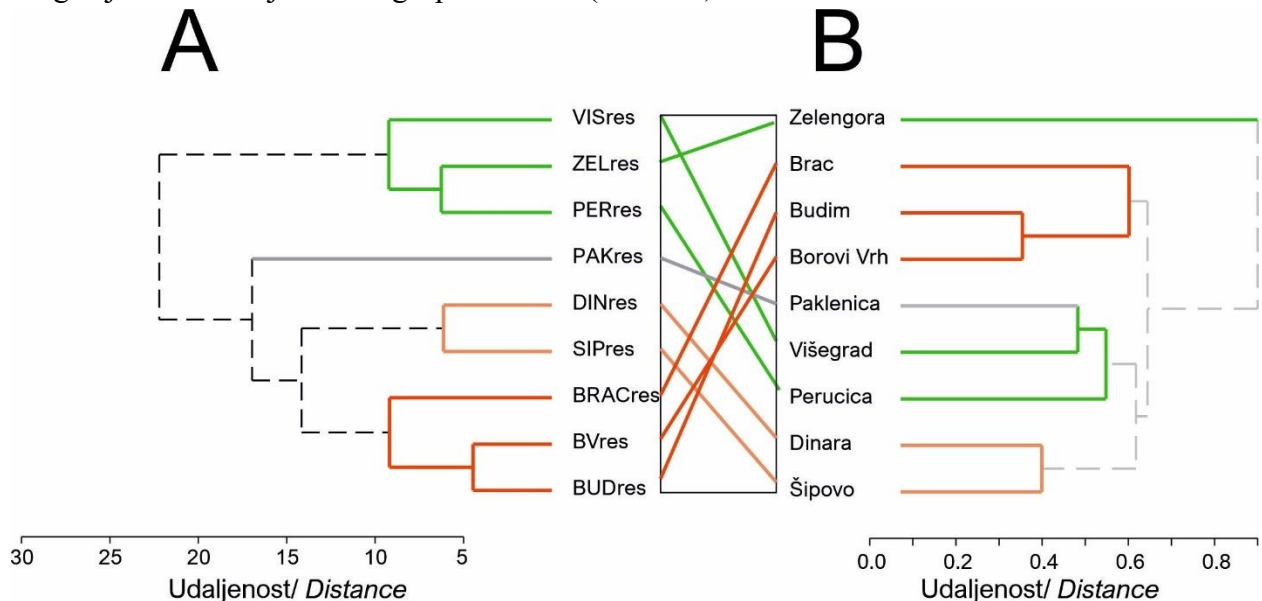 A
B
VISres
ZELres
PERres
PAKres
DINres
SIPres
BRACres
BVres
BUDres
Zelengora
Brac
Budim
Borovi Vrh
Paklenica
Višegrad
Perucica
Dinara
Šipovo
30 25 20 15 10 5
Udaljenost/ Distance
0.0 0.2 0.4 0.6 0.8
Udaljenost/ Distance